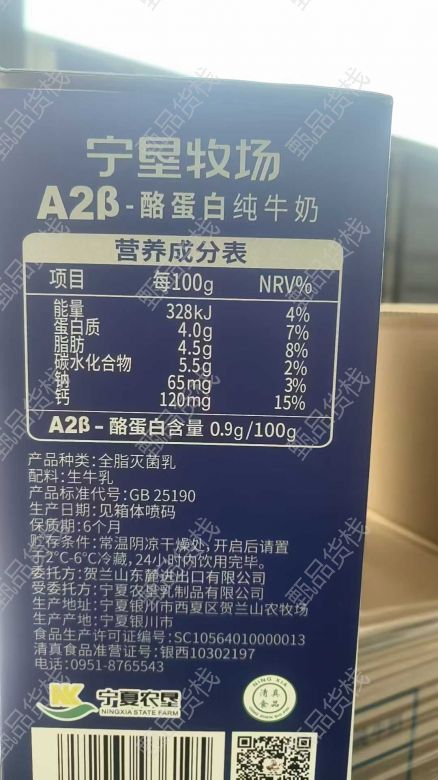 宁垦牧场
A2β-酪蛋白纯牛奶
营养成分表
项目 每100g NRV%
能量 328kJ 4%
蛋白质 4.0g 7%
脂肪 4.5g 8%
碳水化合物 5.5g 2%
钠 65mg 3%
钙 120mg 15%
A2β-酪蛋白含量 0.9g/100g
产品种类:全脂灭菌乳
配料:生牛乳
产品标准代号:GB 25190
生产日期:见箱体喷码
保质期:6个月
贮存条件:常温阴凉干燥处,开启后请置
于2℃-6℃冷藏,24小时内饮用完毕。
委托方:贺兰山东麓进出口有限公司
受委托方:宁夏农垦乳制品有限公司
生产地址:宁夏银川市西夏区贺兰山农牧场
生产产地:宁夏银川市
食品生产许可证编号:SC10564010000013
清真食品准营证号:银西10302197
电话:0951-8765543
NK 宁夏农垦
NINGXIA STATE FARM
NING XIA
清真
食品
甄品货栈